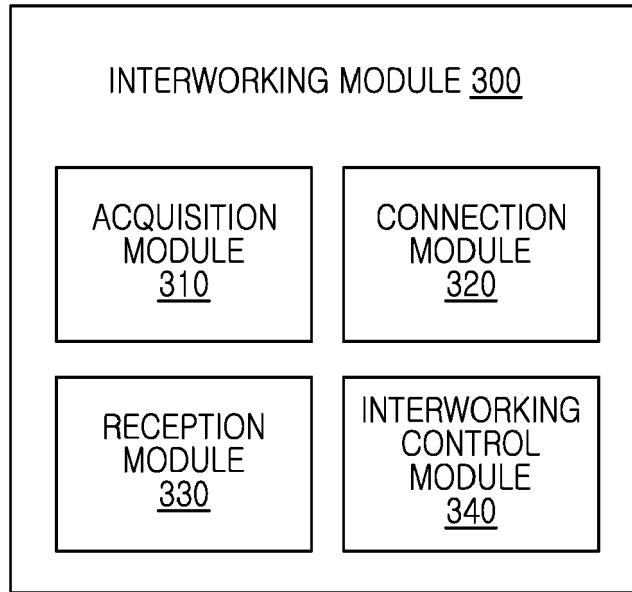 INTERWORKING MODULE 300
ACQUISITION
MODULE
310
CONNECTION
MODULE
320
RECEPTION
MODULE
330
INTERWORKING
CONTROL
MODULE
340